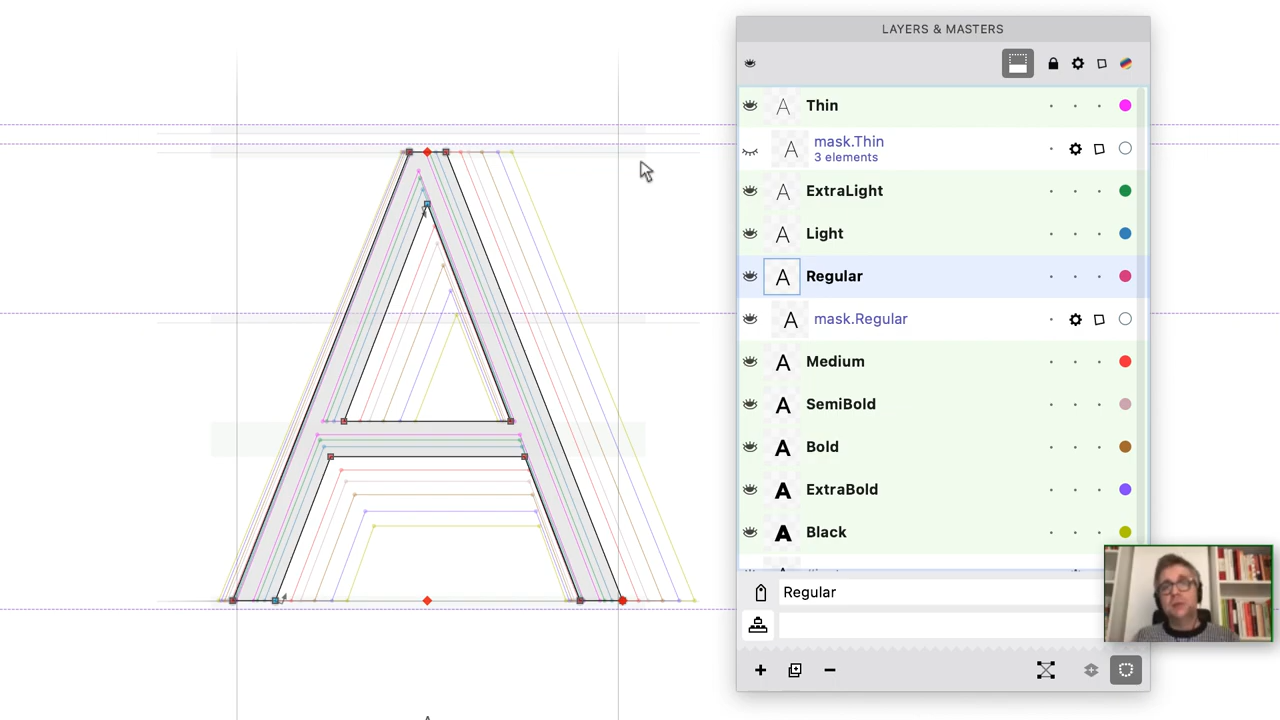 LAYERS & MASTERS
Thin
mask.Thin
3 elements
ExtraLight
Light
Regular
mask.Regular
Medium
SemiBold
Bold
ExtraBold
Black
Regular